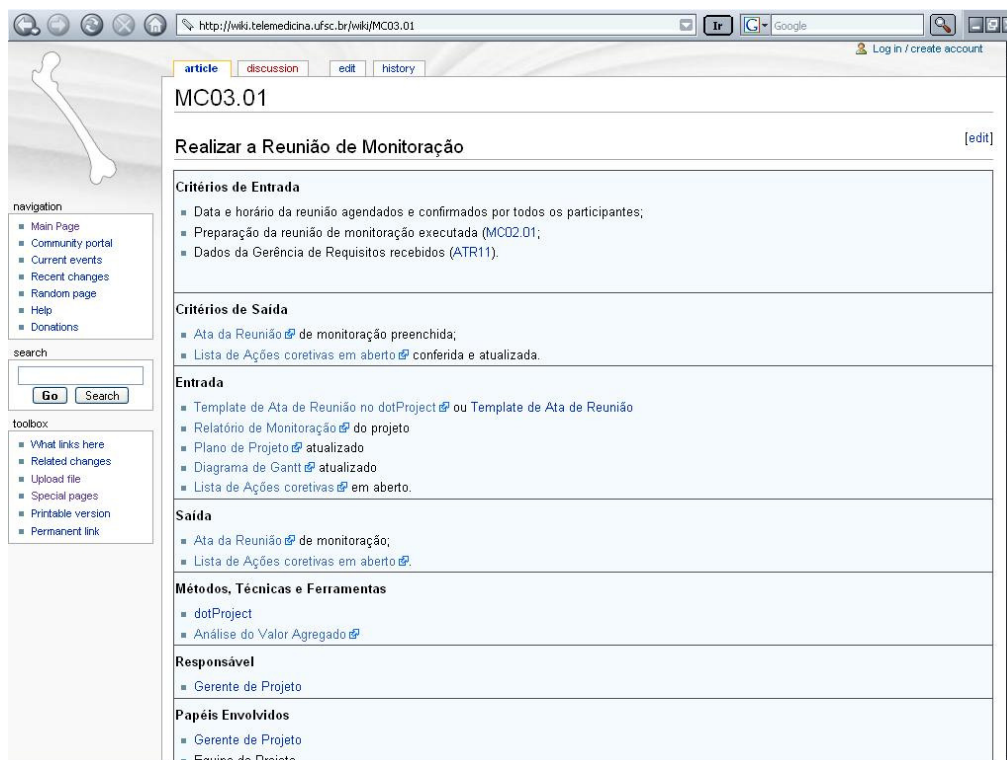 http://wiki.telemedicina.ufsc.br/wiki/MC03.01
Ir
G
Google
Log in / create account
article
discussion
edit
history
MC03.01
Realizar a Reunião de Monitoração
[edit]
Critérios de Entrada
Data e horário da reunião agendados e confirmados por todos os participantes;
Preparação da reunião de monitoração executada (MC02.01;
Dados da Gerência de Requisitos recebidos (ATR11).
Critérios de Saída
Ata da Reunião de monitoração preenchida;
Lista de Ações coretivas em aberto conferida e atualizada.
Entrada
Template de Ata de Reunião no dotProject ou Template de Ata de Reunião
Relatório de Monitoração do projeto
Plano de Projeto atualizado
Diagrama de Gantt atualizado
Lista de Ações coretivas em aberto.
Saída
Ata da Reunião de monitoração;
Lista de Ações coretivas em aberto.
Métodos, Técnicas e Ferramentas
dotProject
Análise do Valor Agregado
Responsável
Gerente de Projeto
Papéis Envolvidos
Gerente de Projeto
Equipe do Projeto
navigation
Main Page
Community portal
Current events
Recent changes
Random page
Help
Donations
search
Go
Search
toolbox
What links here
Related changes
Upload file
Special pages
Printable version
Permanent link